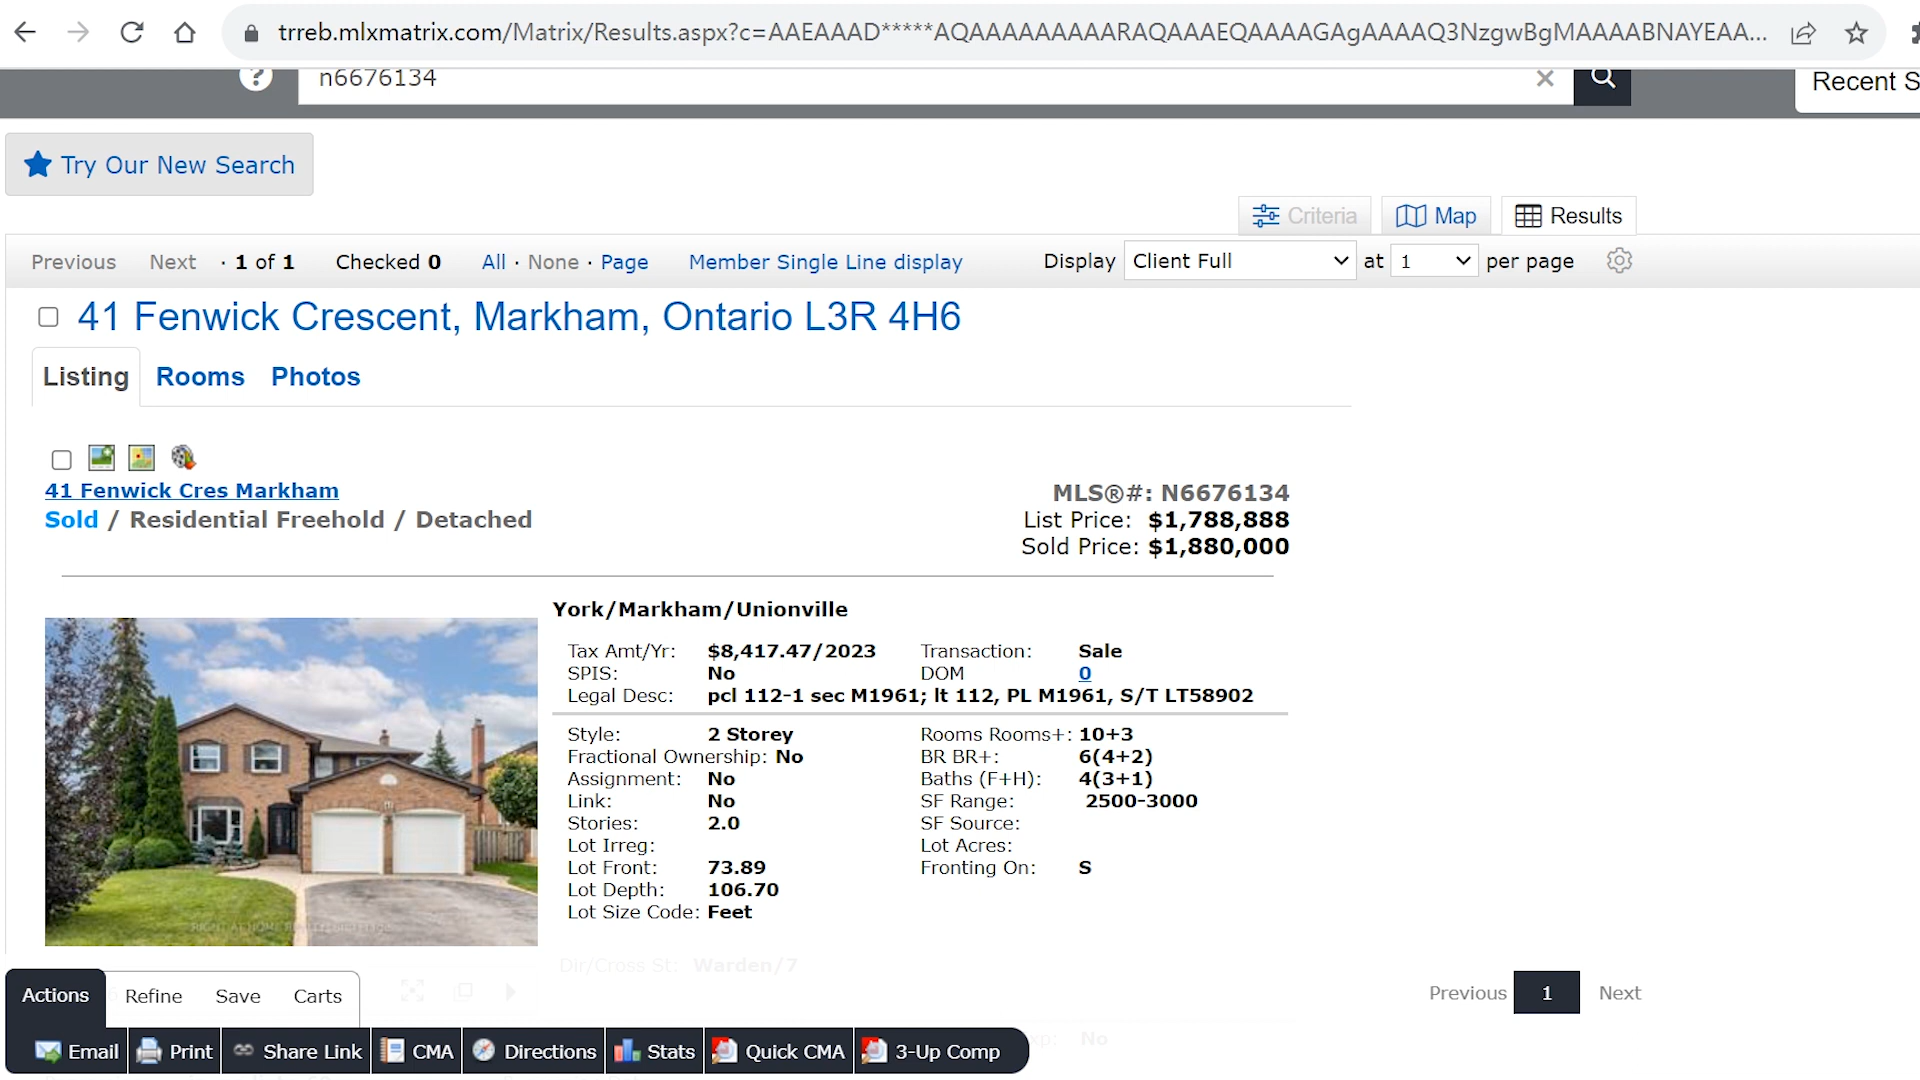 trreb.mlxmatrix.com/Matrix/Results.aspx?c=AAEAAAD*****AQAAAAAAAAARAQAAAEQAAAAGAgAAAAQ3NzgwBgMAAAABNAYEAA...
? n6676134 Recent S
Try Our New Search
Criteria Map Results
Previous Next · 1 of 1 Checked 0 All · None · Page Member Single Line display Display Client Full at 1 per page
41 Fenwick Crescent, Markham, Ontario L3R 4H6
Listing Rooms Photos
41 Fenwick Cres Markham MLS®#: N6676134
Sold / Residential Freehold / Detached List Price: $1,788,888
Sold Price: $1,880,000
York/Markham/Unionville
Tax Amt/Yr: $8,417.47/2023 Transaction: Sale
SPIS: No DOM 0
Legal Desc: pcl 112-1 sec M1961; lt 112, PL M1961, S/T LT58902
Style: 2 Storey Rooms Rooms+: 10+3
Fractional Ownership: No BR BR+: 6(4+2)
Assignment: No Baths (F+H): 4(3+1)
Link: No SF Range: 2500-3000
Stories: 2.0 SF Source:
Lot Irreg: Lot Acres:
Lot Front: 73.89 Fronting On: S
Lot Depth: 106.70
Lot Size Code: Feet
Dir/Cross St: Warden/7
Actions Refine Save Carts Previous 1 Next
Email Print Share Link CMA Directions Stats Quick CMA 3-Up Comp No